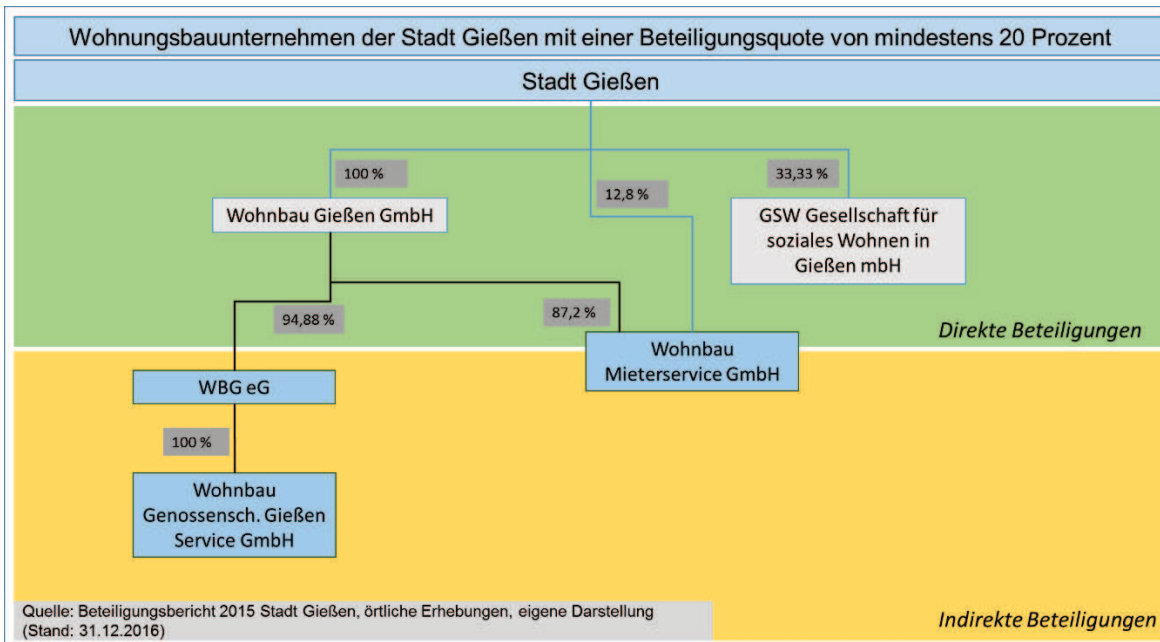 Wohnungsbauunternehmen der Stadt Gießen mit einer Beteiligungsquote von mindestens 20 Prozent
Stadt Gießen
100 %
12,8 %
33,33 %
Wohnbau Gießen GmbH
GSW Gesellschaft für
soziales Wohnen in
Gießen mbH
94,88 %
87,2 %
Direkte Beteiligungen
Wohnbau
Mieterservice GmbH
WBG eG
100 %
Wohnbau
Genossensch. Gießen
Service GmbH
Quelle: Beteiligungsbericht 2015 Stadt Gießen, örtliche Erhebungen, eigene Darstellung
(Stand: 31.12.2016)
Indirekte Beteiligungen